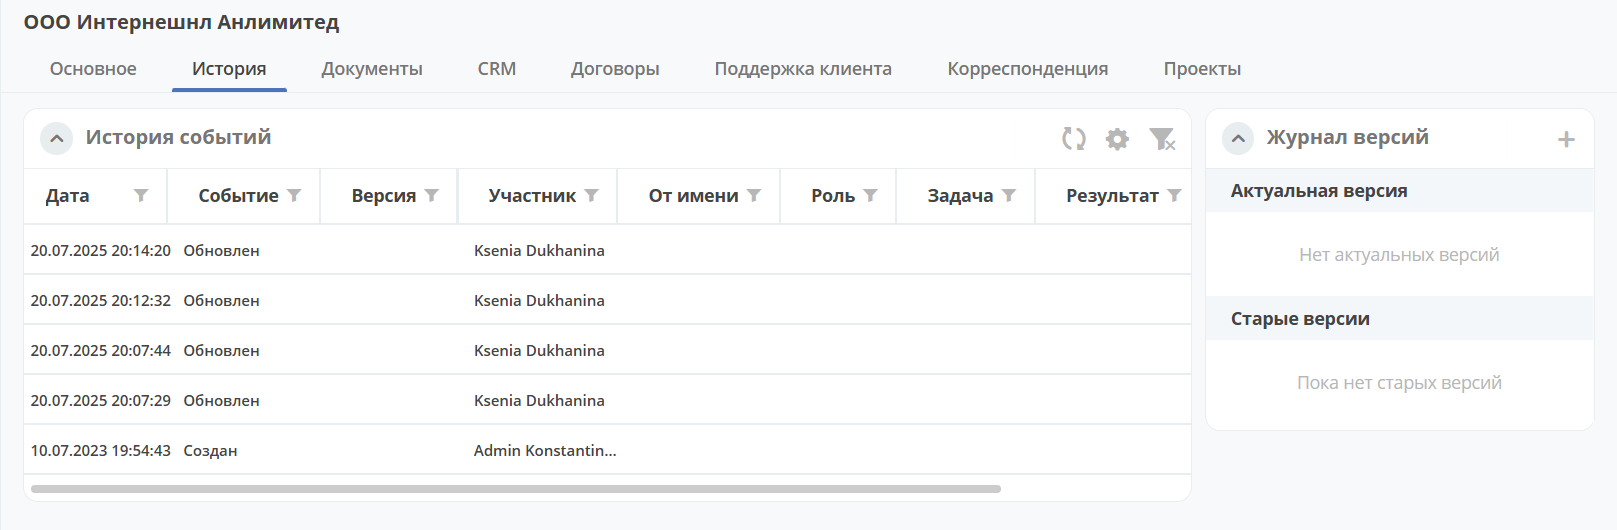 ООО Интернешнл Анлимитед
Основное История Документы CRM Договоры Поддержка клиента Корреспонденция Проекты
История событий
Дата Событие Версия Участник От имени Роль Задача Результат
20.07.2025 20:14:20 Обновлен Ksenia Dukhanina
20.07.2025 20:12:32 Обновлен Ksenia Dukhanina
20.07.2025 20:07:44 Обновлен Ksenia Dukhanina
20.07.2025 20:07:29 Обновлен Ksenia Dukhanina
10.07.2023 19:54:43 Создан Admin Konstantin...
Журнал версий
Актуальная версия
Нет актуальных версий
Старые версии
Пока нет старых версий